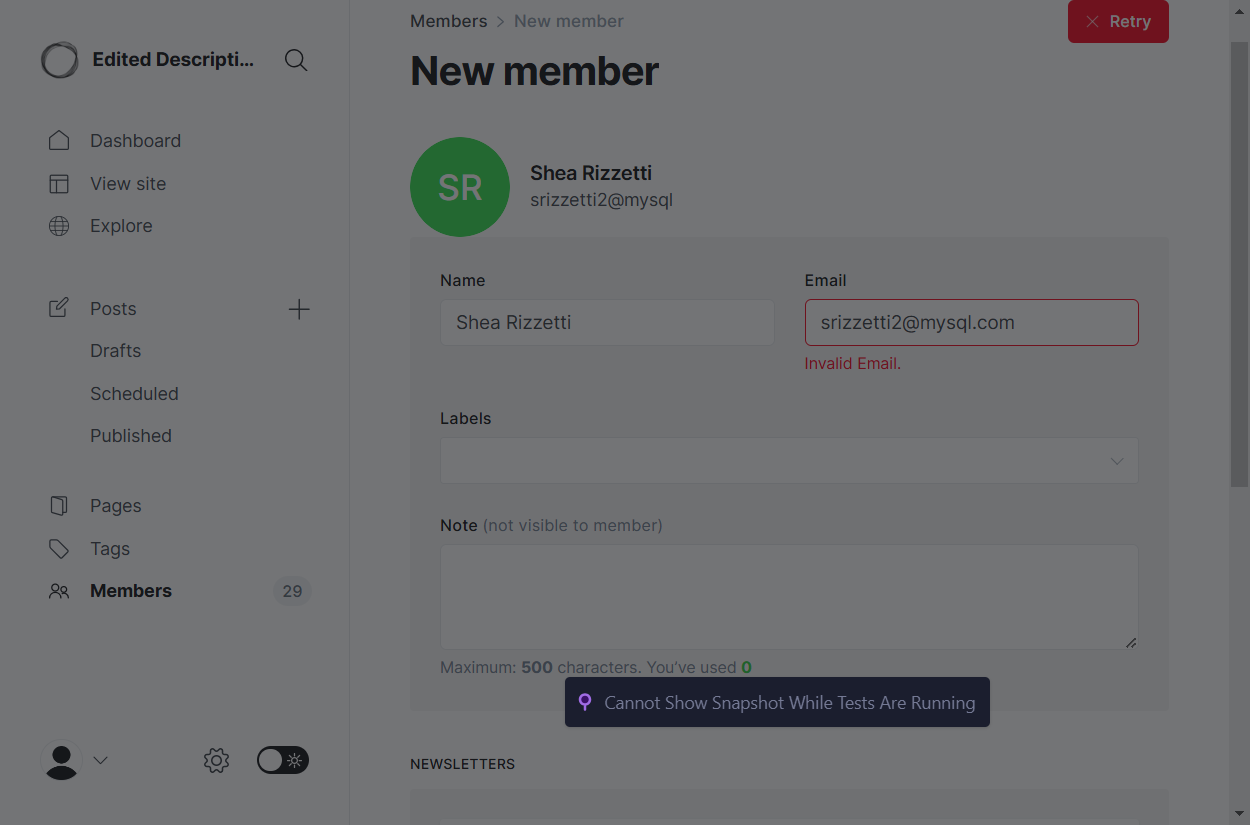 Edited Descripti...
Dashboard
View site
Explore
Posts
Drafts
Scheduled
Published
Pages
Tags
Members
29
Members > New member
Retry
New member
SR
Shea Rizzetti
srizzetti2@mysql
Name
Shea Rizzetti
Email
srizzetti2@mysql.com
Invalid Email.
Labels
Note (not visible to member)
Maximum: 500 characters. You've used 0
Cannot Show Snapshot While Tests Are Running
NEWSLETTERS